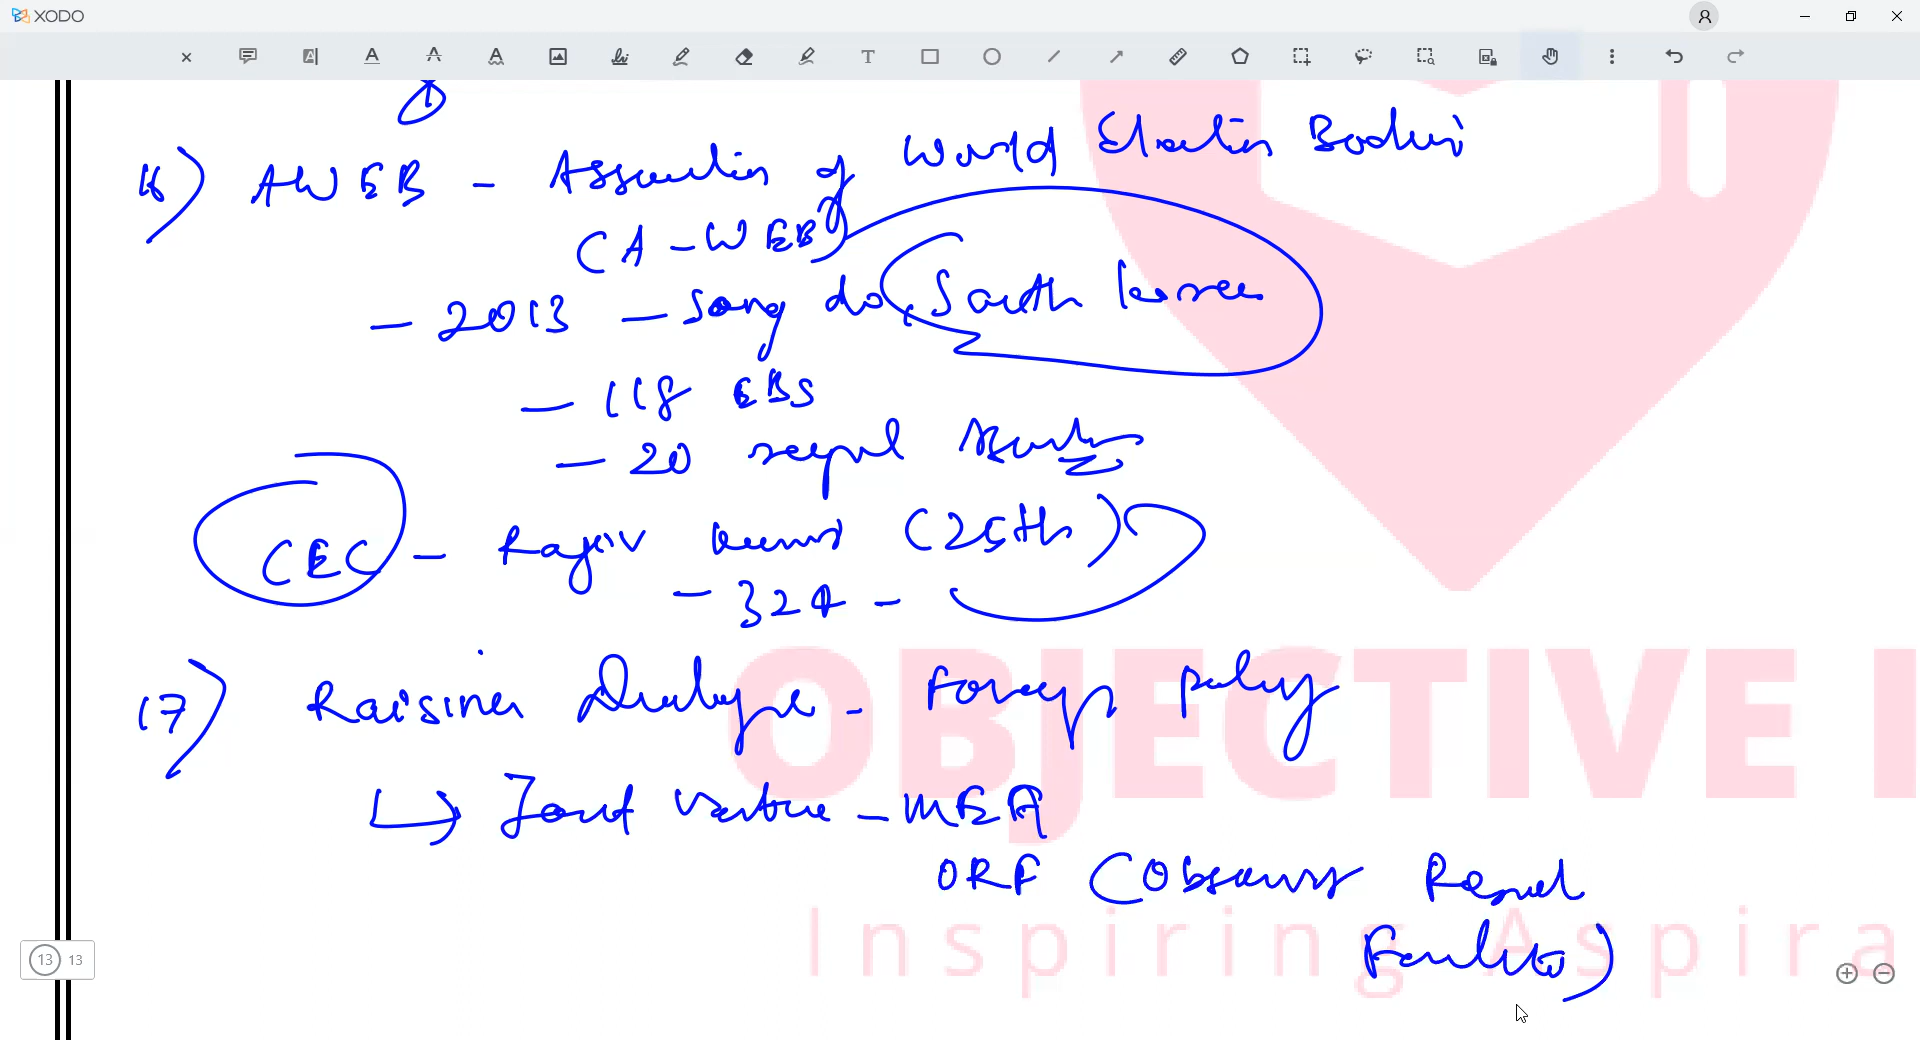 XODO
16) AWEB - Association of World Election Bodies
(A-WEB)
- 2013 - Song do, South Korea
- 118 EBs
- 20 regional
CEC - Rajiv Kumar (25th)
- 324 -
17) Raisina Dialogue - Foreign policy
↳ Joint Venture - MEA
ORF (Observer Research
Foundation)
OBJECTIVE I
Inspiring Aspira
13 13